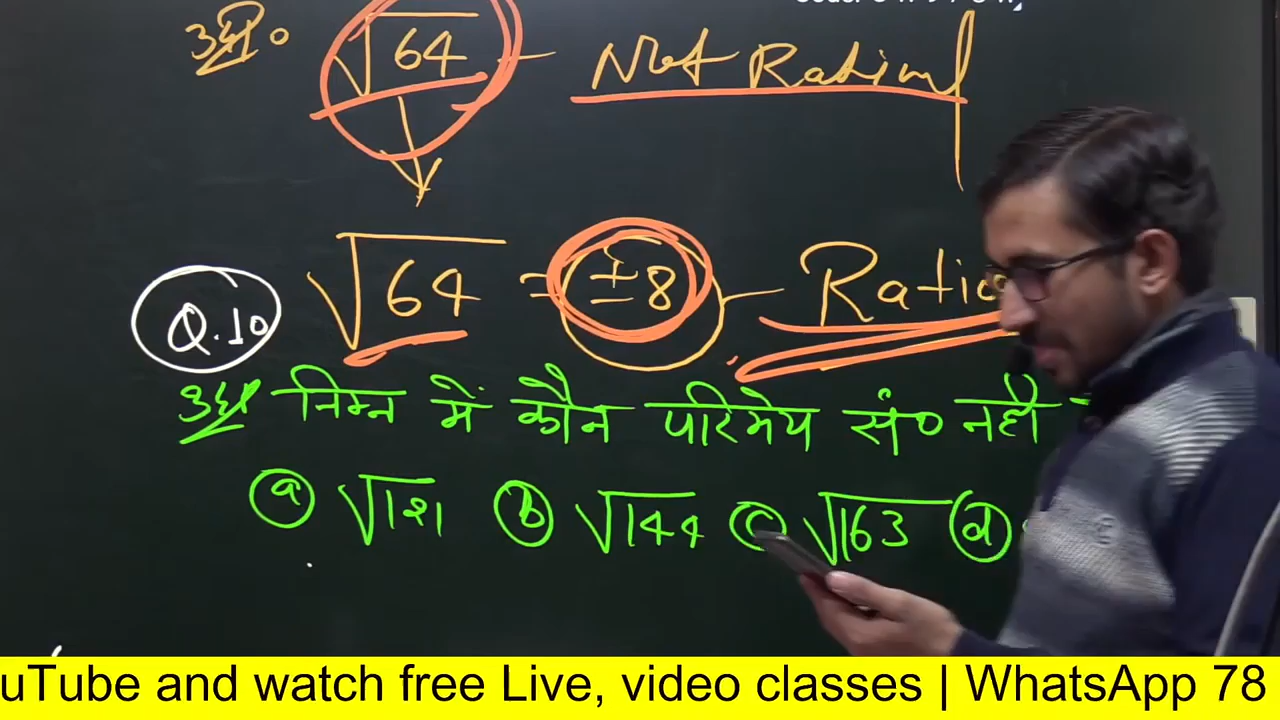 उदा० √64 - Not Rational
Q.10 √64 = ±8 - Ratio
उदा निम्न में कौन परिमेय सं० नही
(a) √121 (b) √144 (c) √163 (d)
uTube and watch free Live, video classes | WhatsApp 78